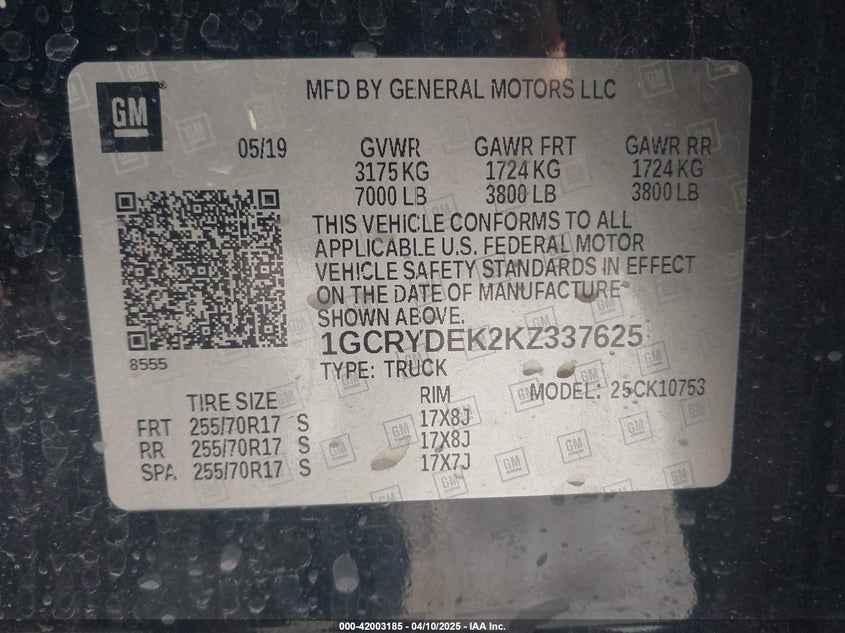 GM
MFD BY GENERAL MOTORS LLC
05/19 GVWR GAWR FRT GAWR RR
3175 KG 1724 KG 1724 KG
7000 LB 3800 LB 3800 LB
THIS VEHICLE CONFORMS TO ALL
APPLICABLE U.S. FEDERAL MOTOR
VEHICLE SAFETY STANDARDS IN EFFECT
ON THE DATE OF MANUFACTURE
SHOWN ABOVE.
1GCRYDEK2KZ337625
8555
TYPE: TRUCK
MODEL: 25CK10753
TIRE SIZE RIM
FRT 255/70R17 S 17X8J
RR 255/70R17 S 17X8J
SPA 255/70R17 S 17X7J
000-42003185 - 04/10/2025 - IAA Inc.